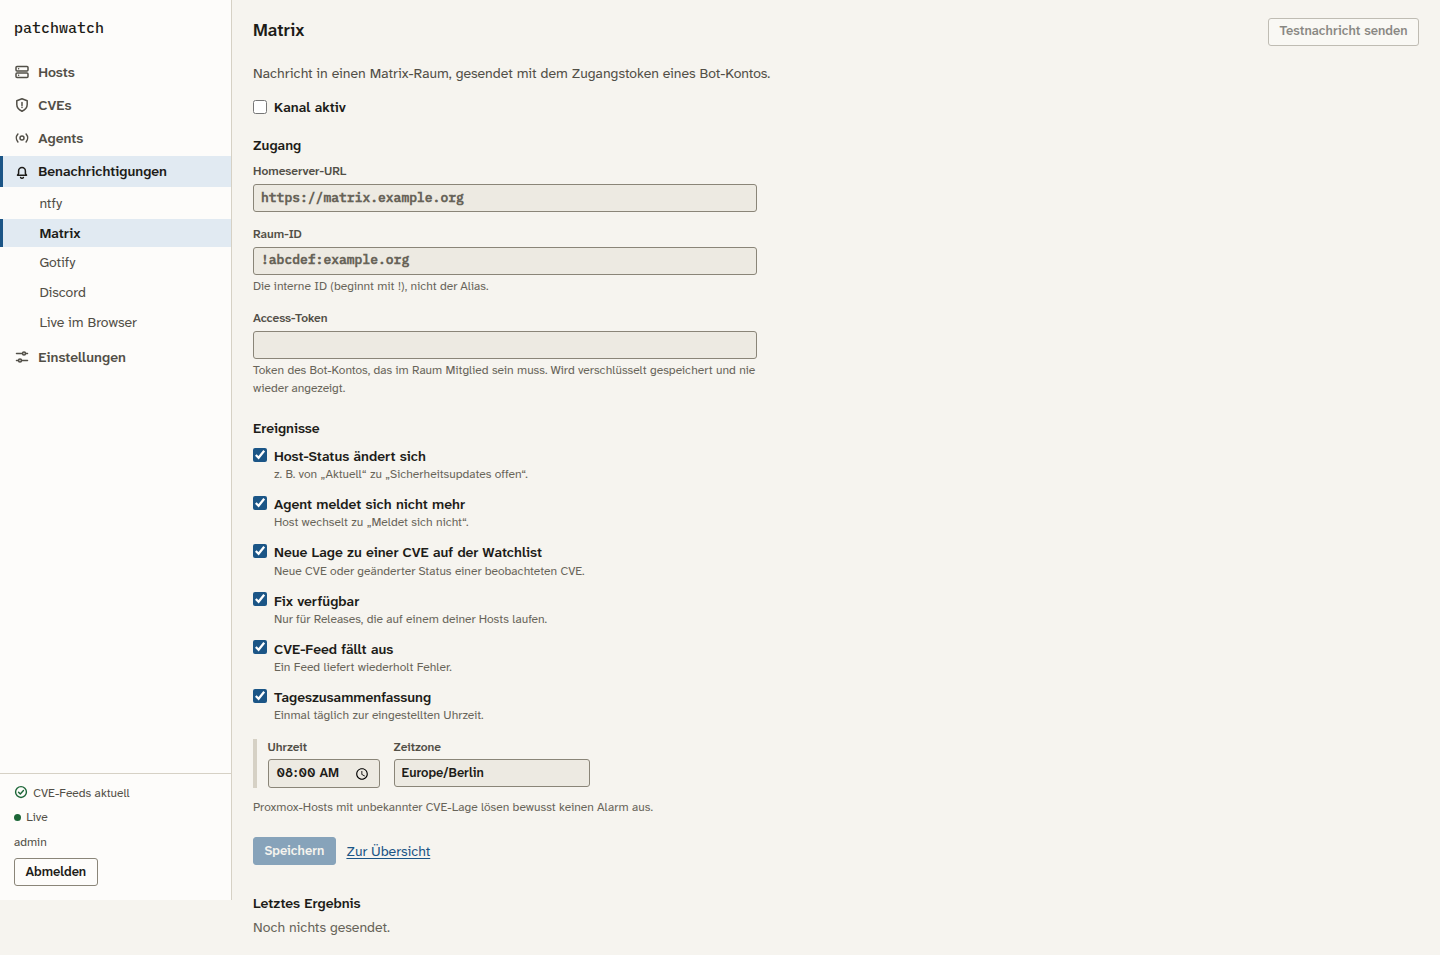 patchwatch
Hosts
CVEs
Agents
Benachrichtigungen
ntfy
Matrix
Gotify
Discord
Live im Browser
Einstellungen
CVE-Feeds aktuell
Live
admin
Abmelden
Matrix
Testnachricht senden
Nachricht in einen Matrix-Raum, gesendet mit dem Zugangstoken eines Bot-Kontos.
Kanal aktiv
Zugang
Homeserver-URL
https://matrix.example.org
Raum-ID
!abcdef:example.org
Die interne ID (beginnt mit !), nicht der Alias.
Access-Token
Token des Bot-Kontos, das im Raum Mitglied sein muss. Wird verschlüsselt gespeichert und nie
wieder angezeigt.
Ereignisse
Host-Status ändert sich
z. B. von „Aktuell“ zu „Sicherheitsupdates offen“.
Agent meldet sich nicht mehr
Host wechselt zu „Meldet sich nicht“.
Neue Lage zu einer CVE auf der Watchlist
Neue CVE oder geänderter Status einer beobachteten CVE.
Fix verfügbar
Nur für Releases, die auf einem deiner Hosts laufen.
CVE-Feed fällt aus
Ein Feed liefert wiederholt Fehler.
Tageszusammenfassung
Einmal täglich zur eingestellten Uhrzeit.
Uhrzeit Zeitzone
08:00 AM Europe/Berlin
Proxmox-Hosts mit unbekannter CVE-Lage lösen bewusst keinen Alarm aus.
Speichern Zur Übersicht
Letztes Ergebnis
Noch nichts gesendet.